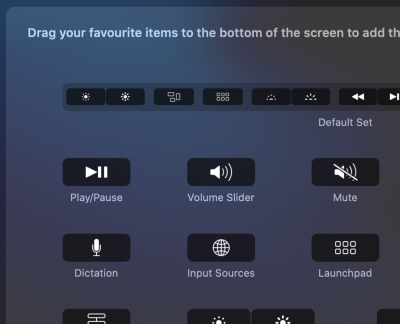 Drag your favourite items to the bottom of the screen to add th
Default Set
Play/Pause
Volume Slider
Mute
Dictation
Input Sources
Launchpad